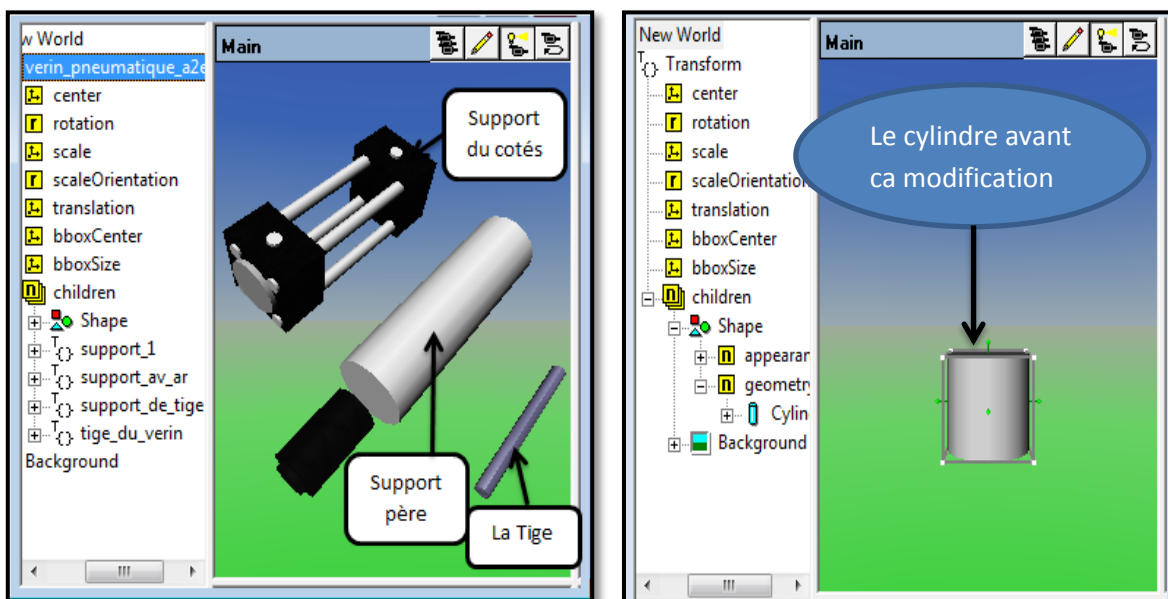 w World
verin_pneumatique_a2e
center
rotation
scale
scaleOrientation
translation
bboxCenter
bboxSize
children
Shape
support_1
support_av_ar
support_de_tige
tige_du_verin
Background
Main
Support
du cotés
Support
père
La Tige
New World
Transform
center
rotation
scale
scaleOrientation
translation
bboxCenter
bboxSize
children
Shape
appearar
geometry
Cylin
Background
Main
Le cylindre avant
ca modification